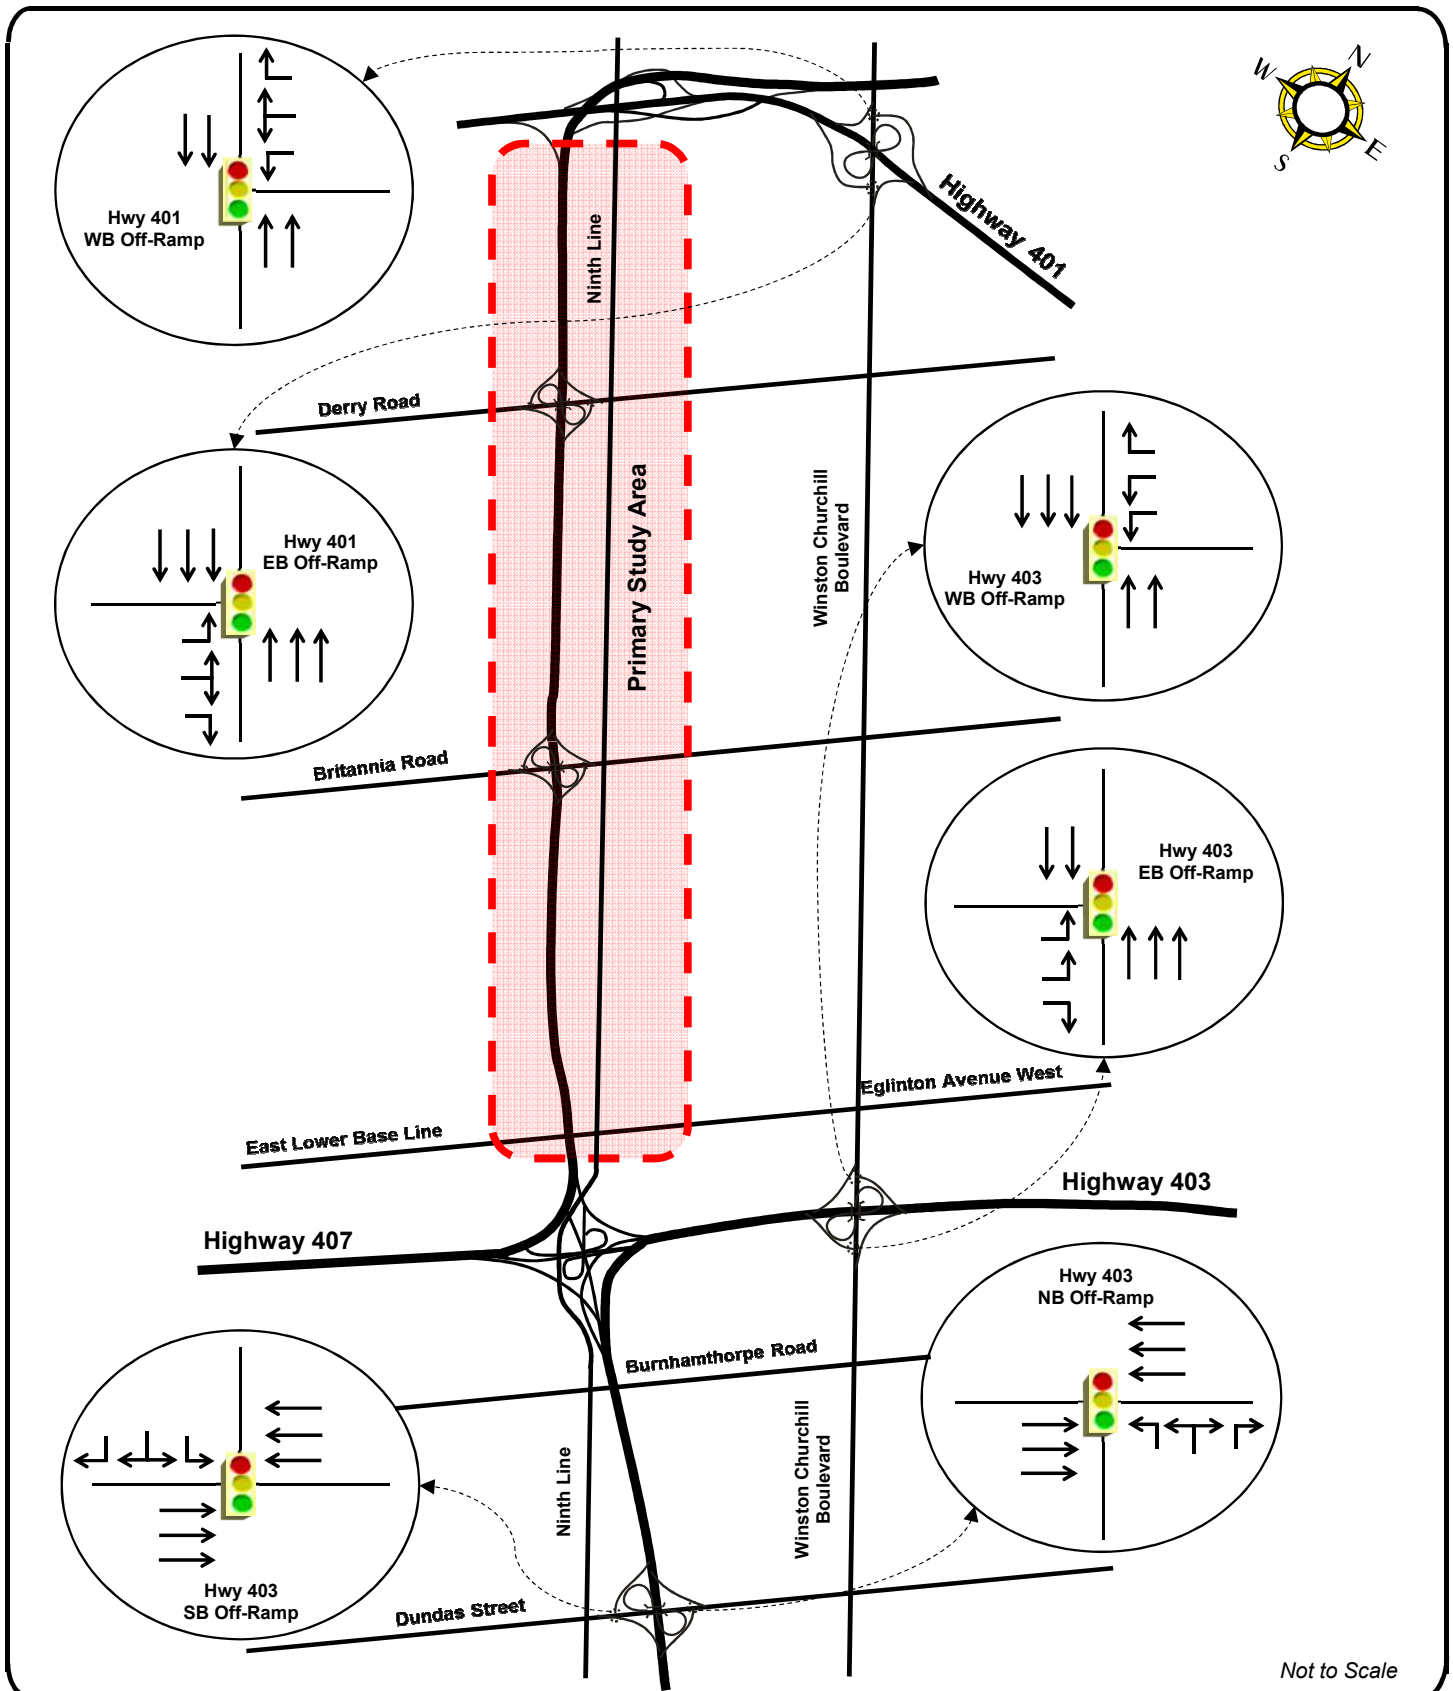 N
W
E
S
Hwy 401
WB Off-Ramp
Highway 401
Ninth Line
Derry Road
Hwy 401
EB Off-Ramp
Primary Study Area
Winston Churchill
Boulevard
Hwy 403
WB Off-Ramp
Britannia Road
Hwy 403
EB Off-Ramp
Eglinton Avenue West
East Lower Base Line
Highway 403
Highway 407
Hwy 403
NB Off-Ramp
Burnhamthorpe Road
Ninth Line
Winston Churchill
Boulevard
Hwy 403
SB Off-Ramp
Dundas Street
Not to Scale